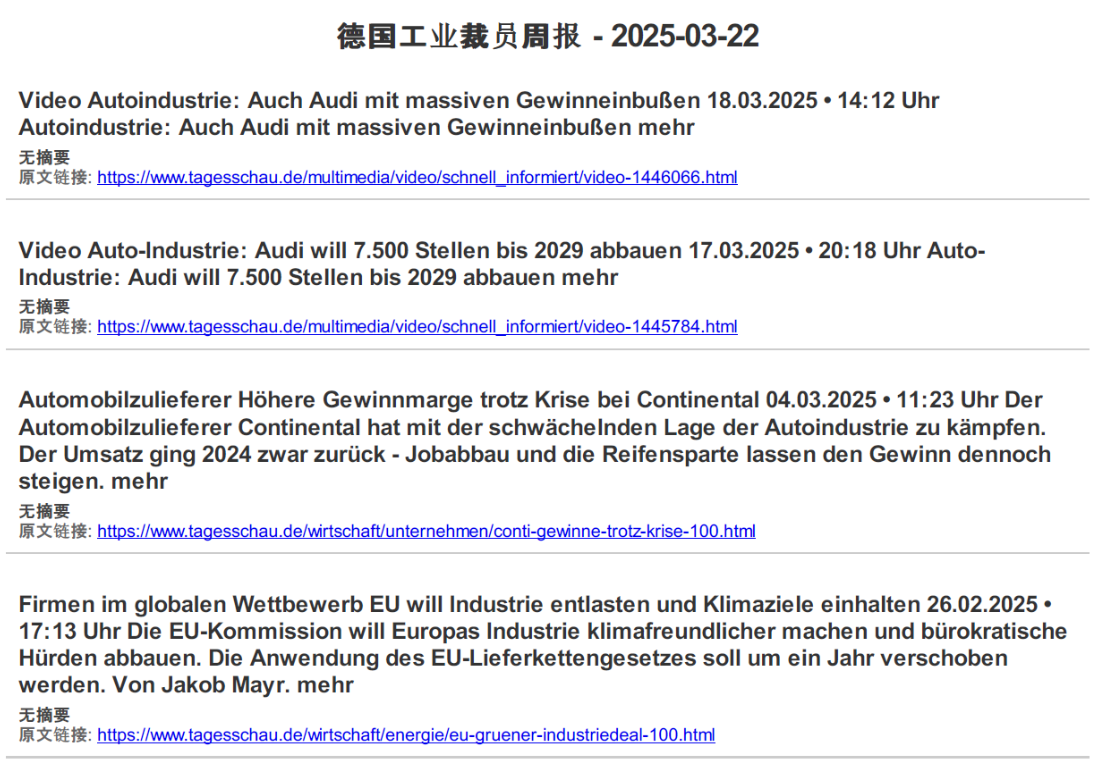 德国工业裁员周报 - 2025-03-22
Video Autoindustrie: Auch Audi mit massiven Gewinneinbußen 18.03.2025 • 14:12 Uhr
Autoindustrie: Auch Audi mit massiven Gewinneinbußen mehr
无摘要
原文链接: https://www.tagesschau.de/multimedia/video/schnell_informiert/video-1446066.html
Video Auto-Industrie: Audi will 7.500 Stellen bis 2029 abbauen 17.03.2025 • 20:18 Uhr Auto-
Industrie: Audi will 7.500 Stellen bis 2029 abbauen mehr
无摘要
原文链接: https://www.tagesschau.de/multimedia/video/schnell_informiert/video-1445784.html
Automobilzulieferer Höhere Gewinnmarge trotz Krise bei Continental 04.03.2025 • 11:23 Uhr Der
Automobilzulieferer Continental hat mit der schwächelnden Lage der Autoindustrie zu kämpfen.
Der Umsatz ging 2024 zwar zurück - Jobabbau und die Reifensparte lassen den Gewinn dennoch
steigen. mehr
无摘要
原文链接: https://www.tagesschau.de/wirtschaft/unternehmen/conti-gewinne-trotz-krise-100.html
Firmen im globalen Wettbewerb EU will Industrie entlasten und Klimaziele einhalten 26.02.2025 •
17:13 Uhr Die EU-Kommission will Europas Industrie klimafreundlicher machen und bürokratische
Hürden abbauen. Die Anwendung des EU-Lieferkettengesetzes soll um ein Jahr verschoben
werden. Von Jakob Mayr. mehr
无摘要
原文链接: https://www.tagesschau.de/wirtschaft/energie/eu-gruener-industriedeal-100.html